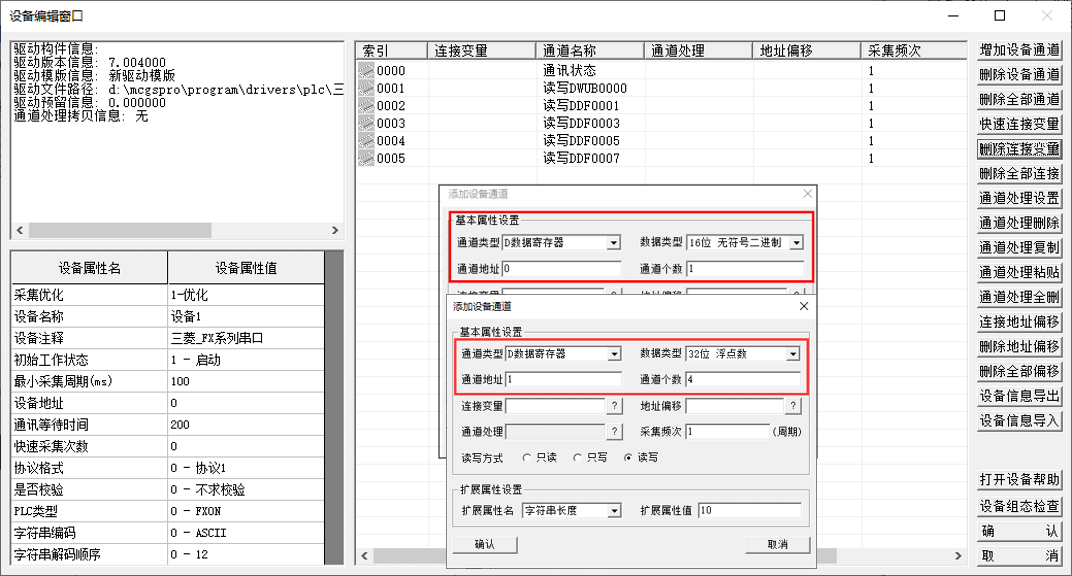 设备编辑窗口
驱动构件信息:
驱动版本信息: 7.004000
驱动模版信息: 新驱动模版
驱动文件路径: d:\mcgspro\program\drivers\plc\三
驱动预留信息: 0.000000
通道处理拷贝信息: 无
设备属性名 设备属性值
采集优化 1-优化
设备名称 设备1
设备注释 三菱_FX系列串口
初始工作状态 1 - 启动
最小采集周期(ms) 100
设备地址 0
通讯等待时间 200
快速采集次数 0
协议格式 0 - 协议1
是否校验 0 - 不求校验
PLC类型 0 - FX0N
字符串编码 0 - ASCII
字符串解码顺序 0 - 12
索引 连接变量 通道名称 通道处理 地址偏移 采集频次
0000 通讯状态 1
0001 读写DWUB0000 1
0002 读写DDF0001 1
0003 读写DDF0003 1
0004 读写DDF0005 1
0005 读写DDF0007 1
添加设备通道
基本属性设置
通道类型 D数据寄存器 数据类型 16位 无符号二进制
通道地址 0 通道个数 1
添加设备通道
基本属性设置
通道类型 D数据寄存器 数据类型 32位 浮点数
通道地址 1 通道个数 4
连接变量 ? 地址偏移 ?
通道处理 ? 采集频次 1 (周期)
读写方式 只读 只写 读写
扩展属性设置
扩展属性名 字符串长度 扩展属性值 10
确认 取消
增加设备通道
删除设备通道
删除全部通道
快速连接变量
删除连接变量
删除全部连接
通道处理设置
通道处理删除
通道处理复制
通道处理粘贴
通道处理全删
连接地址偏移
删除地址偏移
删除全部偏移
设备信息导出
设备信息导入
打开设备帮助
设备组态检查
确 认
取 消